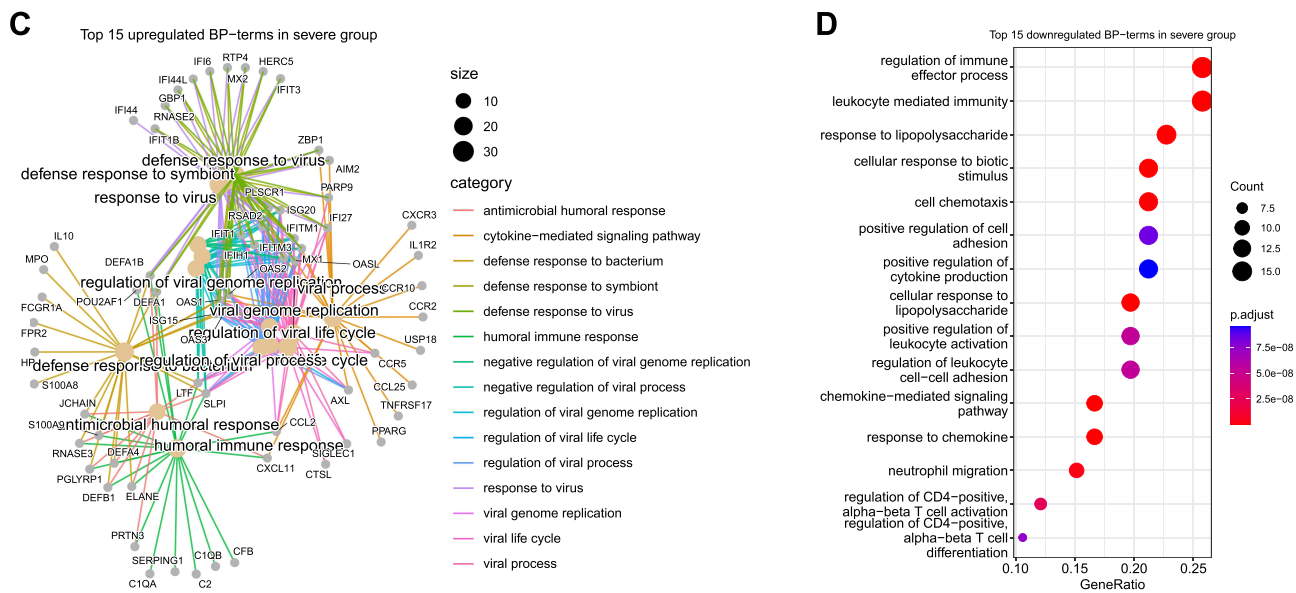 C
Top 15 upregulated BP−terms in severe group
RTP4
IFI6
HERC5
IFI44L
MX2
IFIT3
GBP1
IFI44
RNASE2
IFIT1B
ZBP1
defense response to virus
AIM2
defense response to symbiont
PARP9
PLSCR1
response to virus
ISG20
RSAD2
IFI27
CXCR3
IFITM1
IFIT1
IL10
IFITM3
IL1R2
IFIH1
MPO
DEFA1B
MX1
OASL
OAS2
regulation of viral genome replication
viral process
CCR10
POU2AF1
DEFA1
OAS1
FCGR1A
CCR2
viral genome replication
ISG15
FPR2
regulation of viral life cycle
OAS3
USP18
regulation of viral process
life cycle
CCR5
defense response to bacterium
S100A8
CCL25
LTF
SLPI
AXL
TNFRSF17
JCHAIN
S100A9
antimicrobial humoral response
CCL2
PPARG
humoral immune response
RNASE3
DEFA4
SIGLEC1
PGLYRP1
CXCL11
CTSL
DEFB1
ELANE
PRTN3
C1QB
CFB
SERPING1
C1QA
C2
size
10
20
30
category
antimicrobial humoral response
cytokine−mediated signaling pathway
defense response to bacterium
defense response to symbiont
defense response to virus
humoral immune response
negative regulation of viral genome replication
negative regulation of viral process
regulation of viral genome replication
regulation of viral life cycle
regulation of viral process
response to virus
viral genome replication
viral life cycle
viral process
D
Top 15 downregulated BP−terms in severe group
regulation of immune
effector process
leukocyte mediated immunity
response to lipopolysaccharide
cellular response to biotic
stimulus
cell chemotaxis
positive regulation of cell
adhesion
positive regulation of
cytokine production
cellular response to
lipopolysaccharide
positive regulation of
leukocyte activation
regulation of leukocyte
cell−cell adhesion
chemokine−mediated signaling
pathway
response to chemokine
neutrophil migration
regulation of CD4−positive,
alpha−beta T cell activation
regulation of CD4−positive,
alpha−beta T cell
differentiation
0.10
0.15
0.20
0.25
GeneRatio
Count
7.5
10.0
12.5
15.0
p.adjust
7.5e−08
5.0e−08
2.5e−08